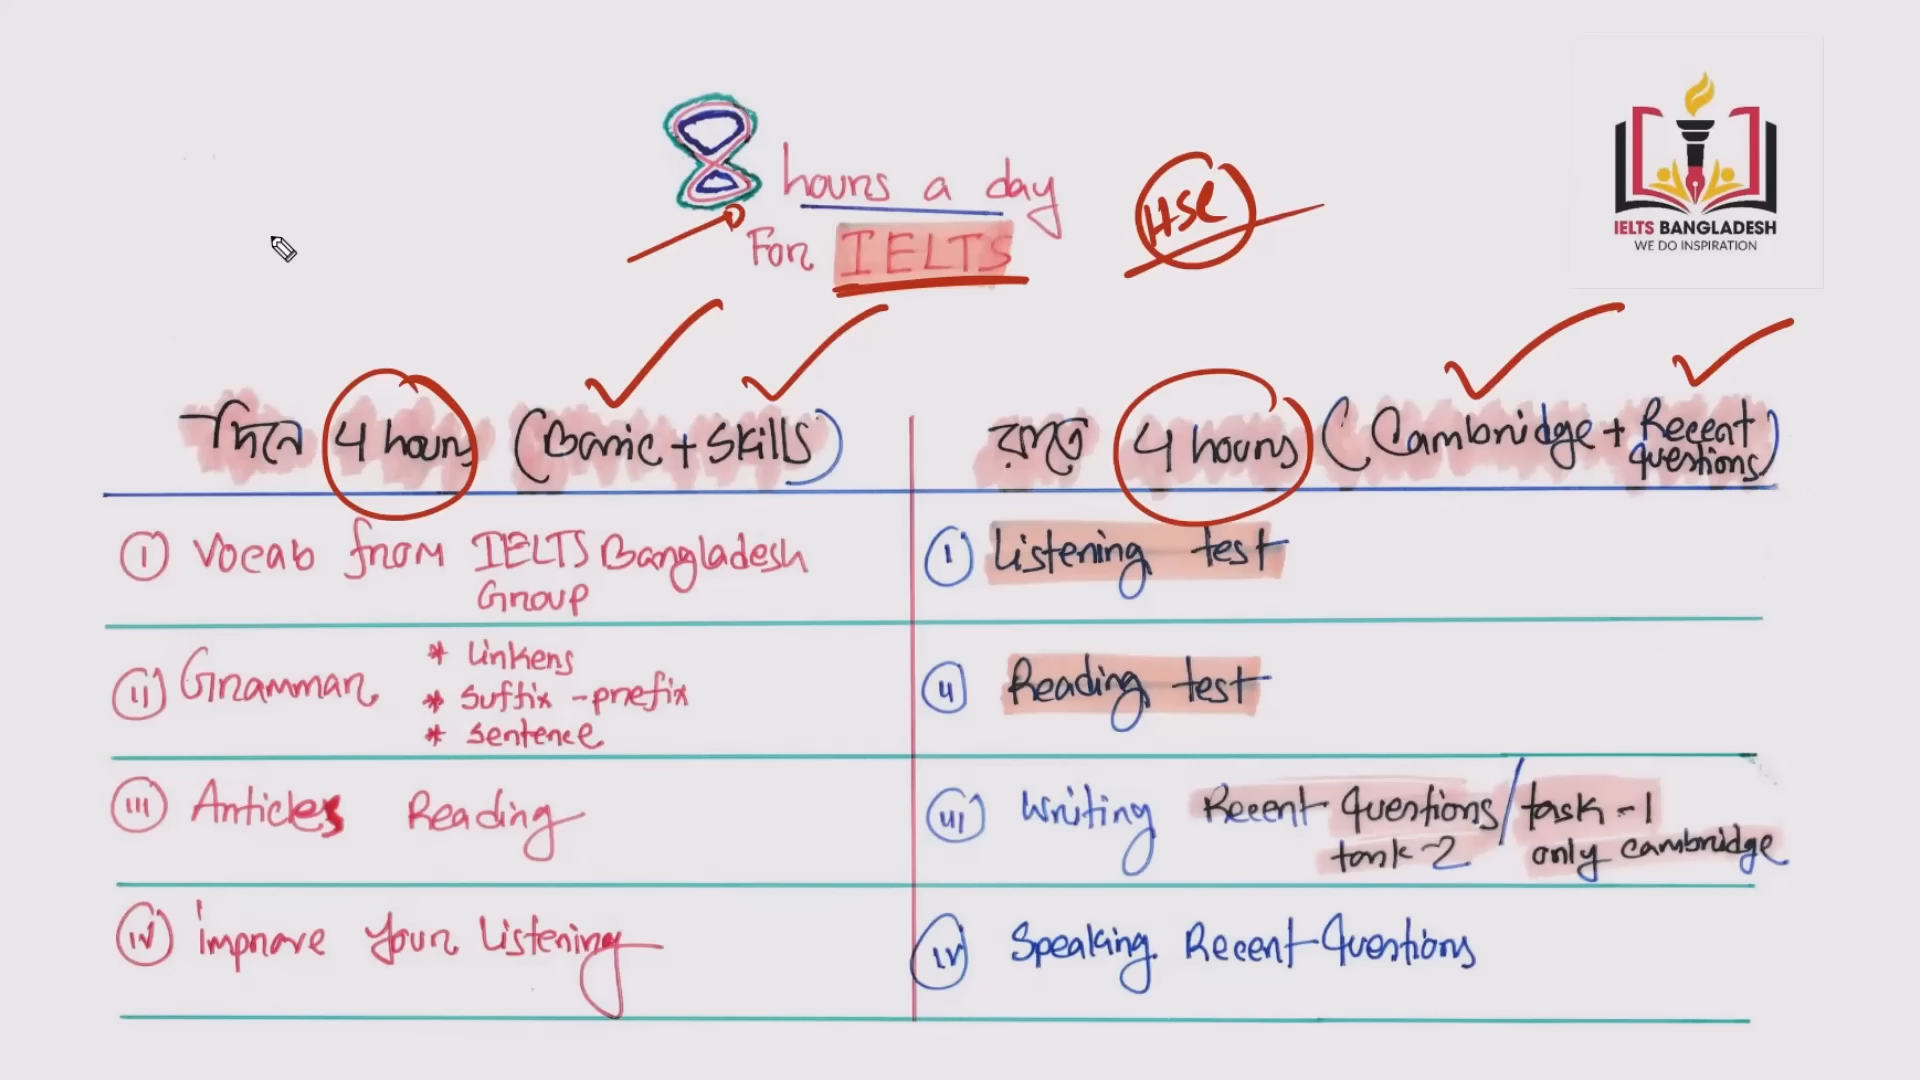 8 hours a day
For IELTS
HSC
IELTS BANGLADESH
WE DO INSPIRATION
দিনে 4 hours (Basic + Skills)
রাতে 4 hours (Cambridge + Recent questions)
i Vocab from IELTS Bangladesh
Group
ii Grammar * linkers
* suffix - prefix
* sentence
iii Articles Reading
iv improve your Listening
i Listening test
ii Reading test
iii Writing Recent Questions / task - 1
task - 2 only cambridge
iv Speaking Recent Questions